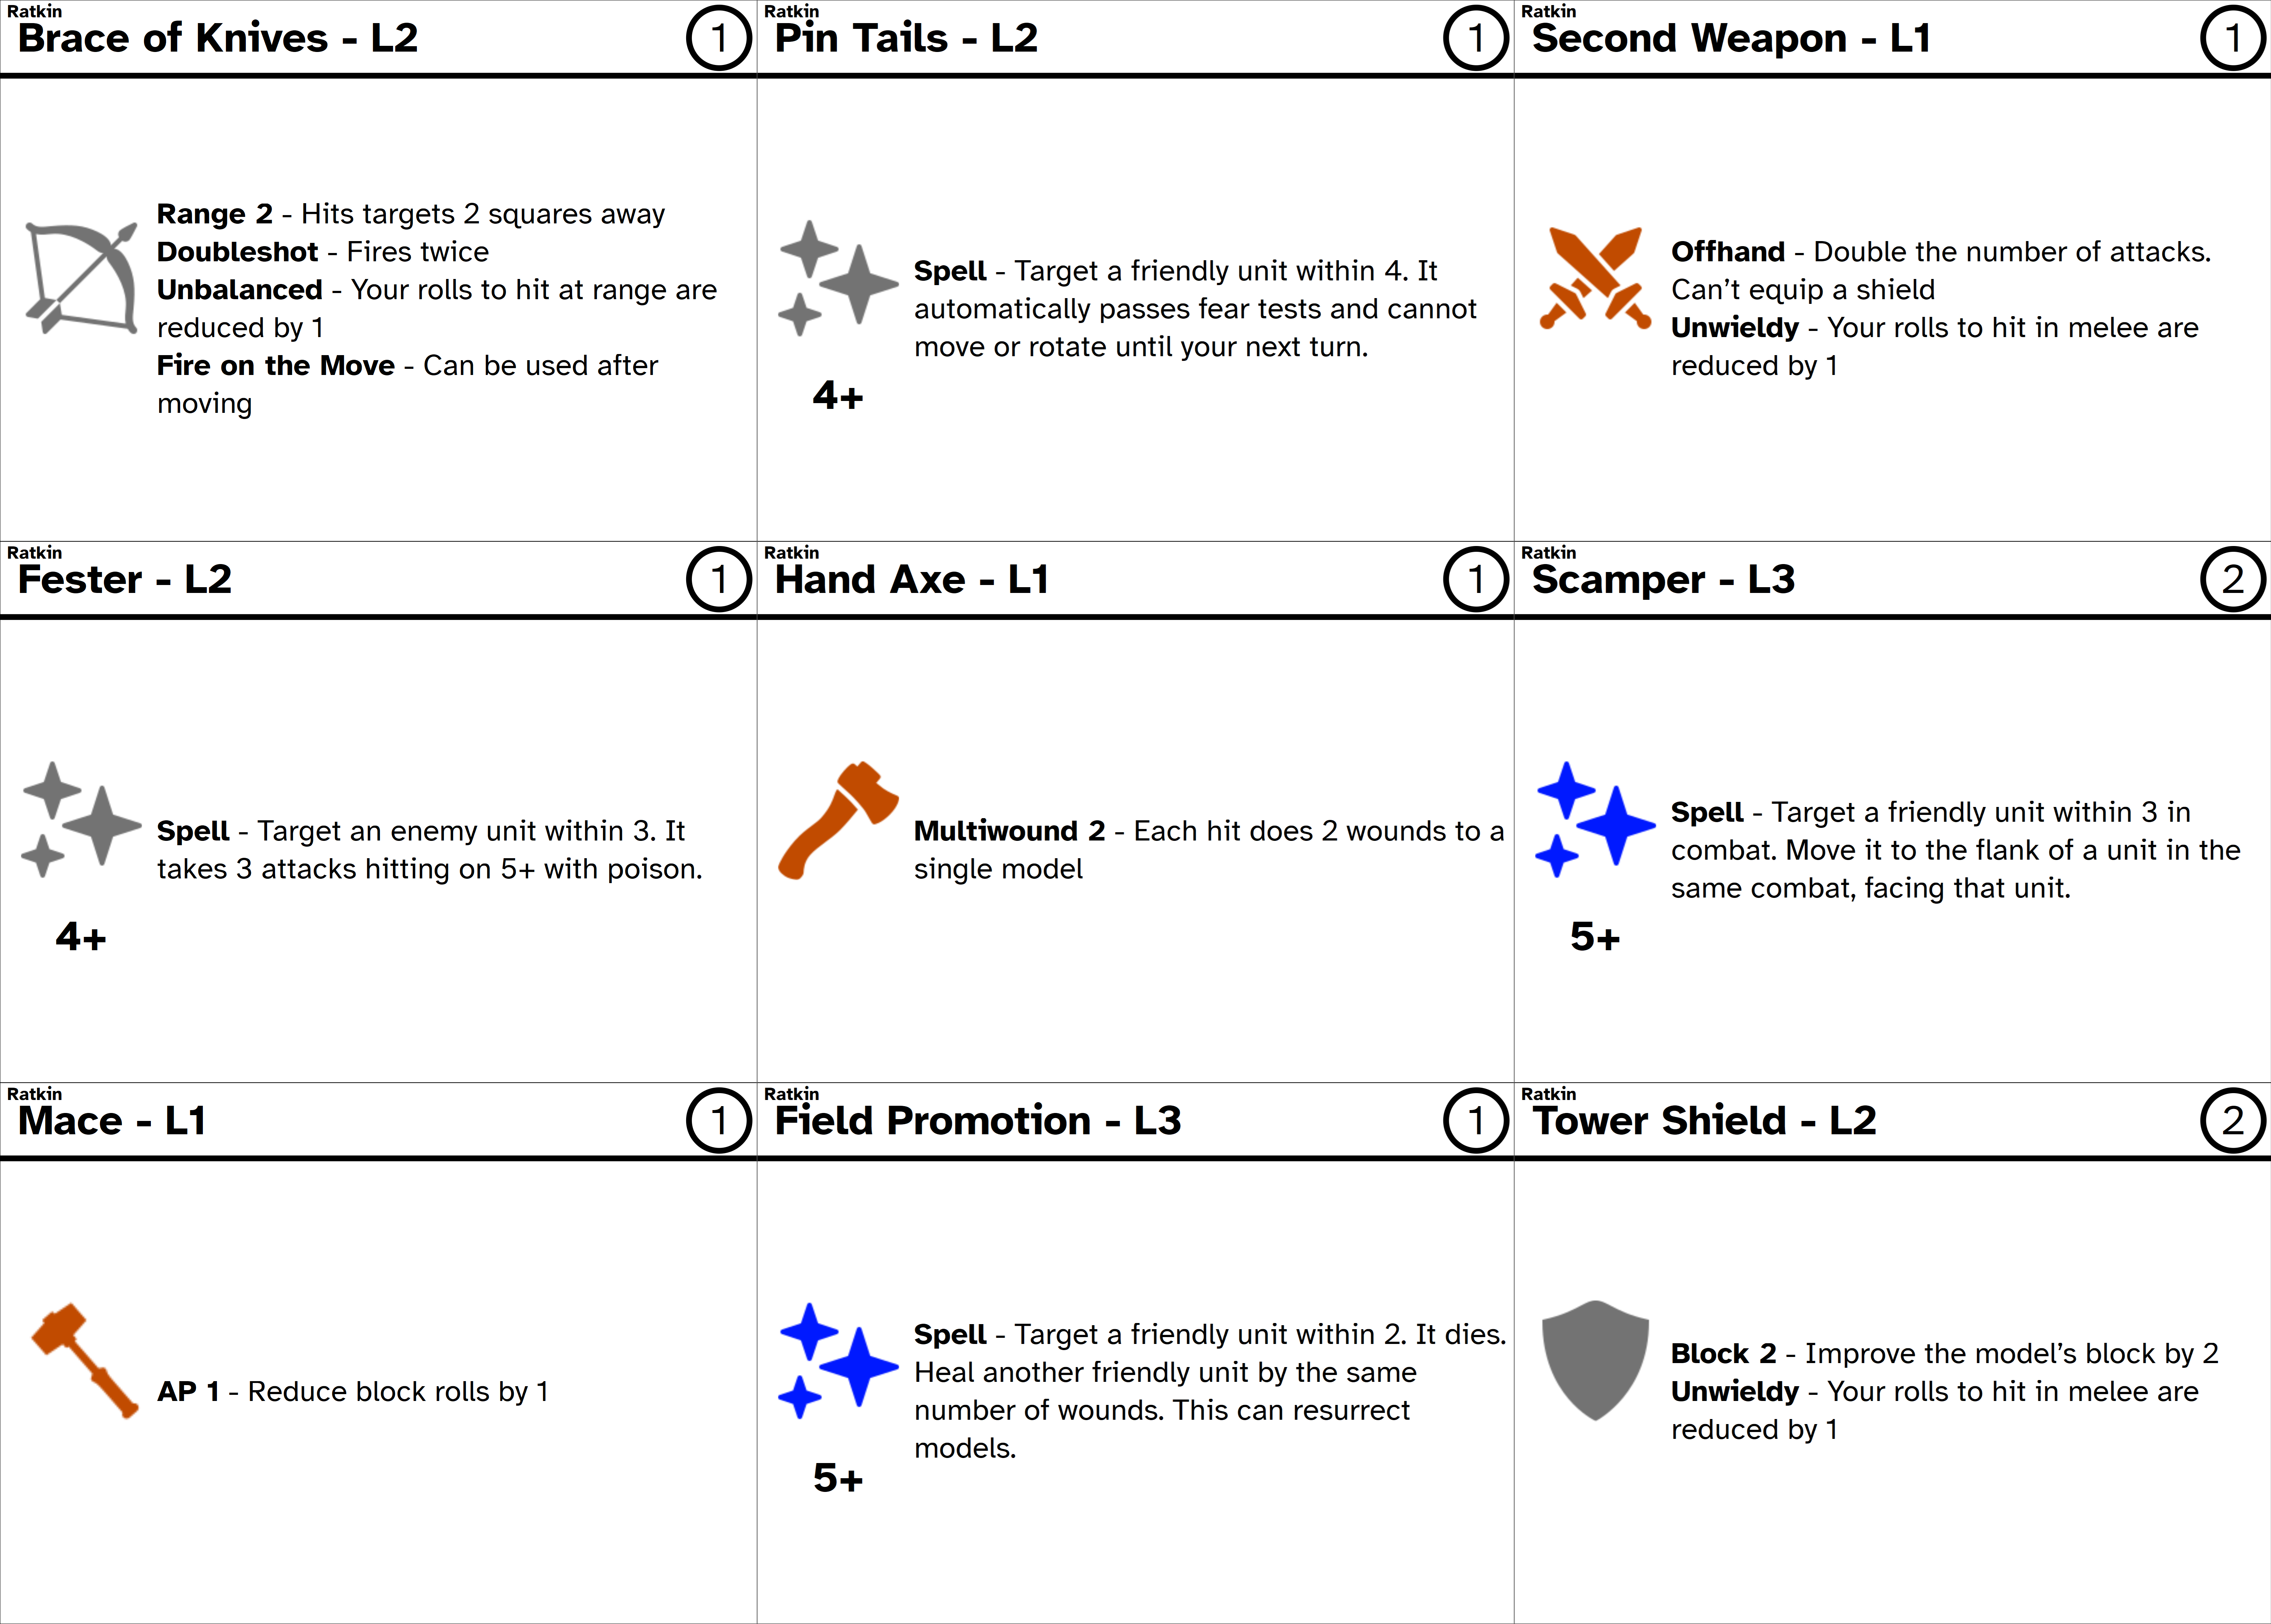 Ratkin
Brace of Knives - L2
1
Range 2 - Hits targets 2 squares away
Doubleshot - Fires twice
Unbalanced - Your rolls to hit at range are
reduced by 1
Fire on the Move - Can be used after
moving
Ratkin
Pin Tails - L2
1
Spell - Target a friendly unit within 4. It
automatically passes fear tests and cannot
move or rotate until your next turn.
4+
Ratkin
Second Weapon - L1
1
Offhand - Double the number of attacks.
Can’t equip a shield
Unwieldy - Your rolls to hit in melee are
reduced by 1
Ratkin
Fester - L2
1
Spell - Target an enemy unit within 3. It
takes 3 attacks hitting on 5+ with poison.
4+
Ratkin
Hand Axe - L1
1
Multiwound 2 - Each hit does 2 wounds to a
single model
Ratkin
Scamper - L3
2
Spell - Target a friendly unit within 3 in
combat. Move it to the flank of a unit in the
same combat, facing that unit.
5+
Ratkin
Mace - L1
1
AP 1 - Reduce block rolls by 1
Ratkin
Field Promotion - L3
1
Spell - Target a friendly unit within 2. It dies.
Heal another friendly unit by the same
number of wounds. This can resurrect
models.
5+
Ratkin
Tower Shield - L2
2
Block 2 - Improve the model’s block by 2
Unwieldy - Your rolls to hit in melee are
reduced by 1